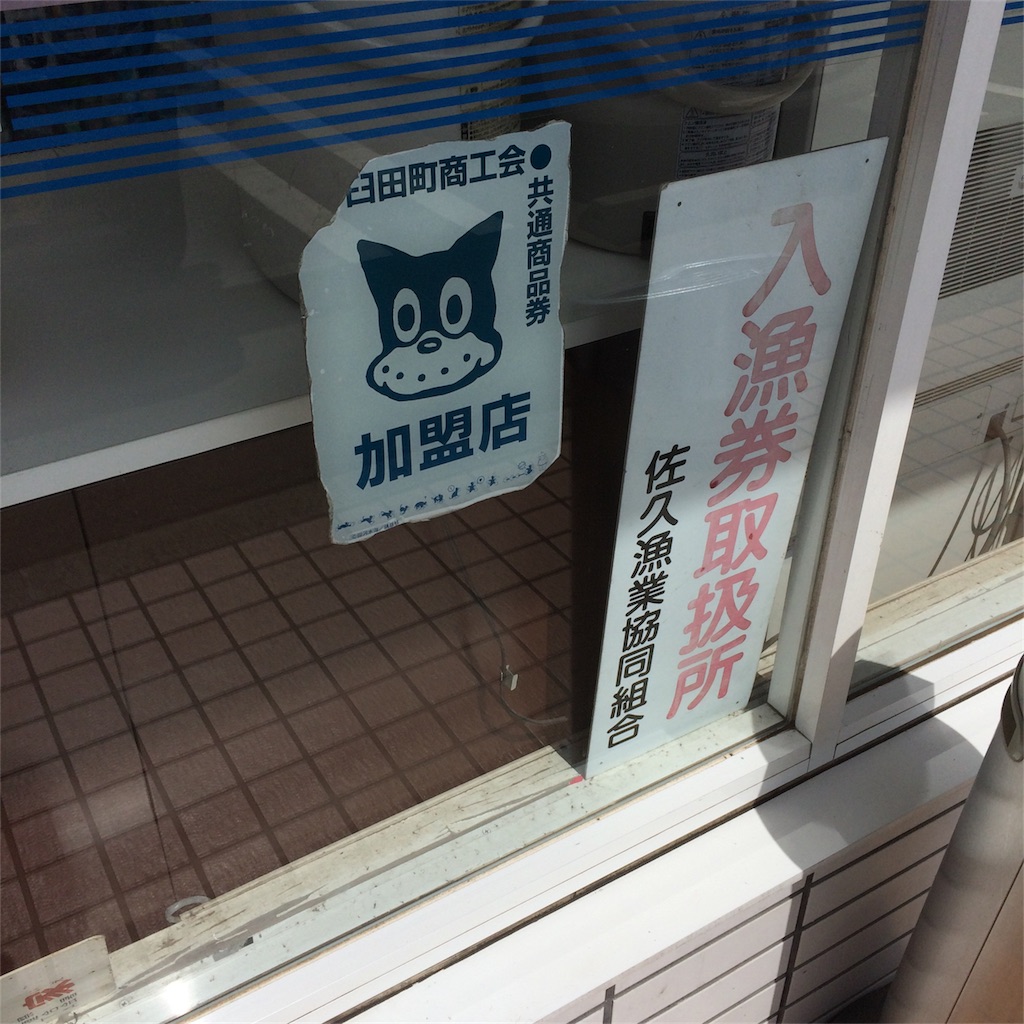 臼田町商工会●共通商品券
加盟店
入漁券取扱所
佐久漁業協同組合